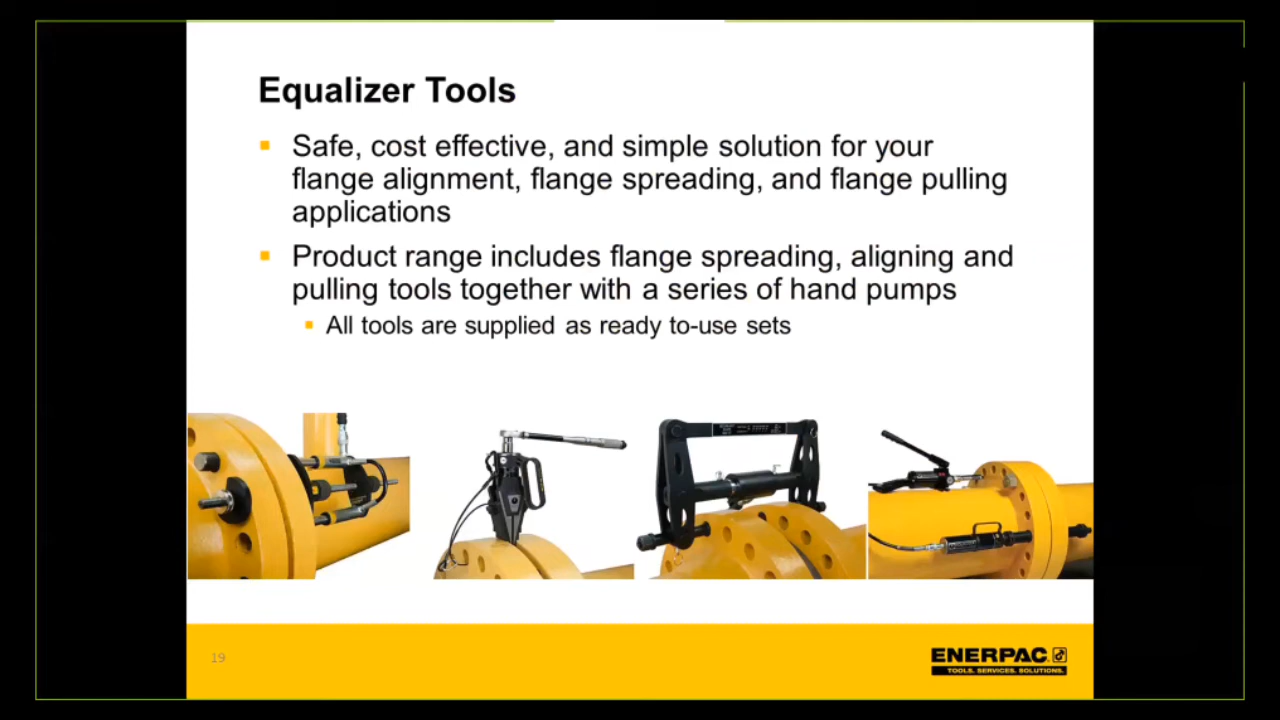 Equalizer Tools
Safe, cost effective, and simple solution for your
flange alignment, flange spreading, and flange pulling
applications
Product range includes flange spreading, aligning and
pulling tools together with a series of hand pumps
All tools are supplied as ready to-use sets
19
ENERPAC
TOOLS. SERVICES. SOLUTIONS.